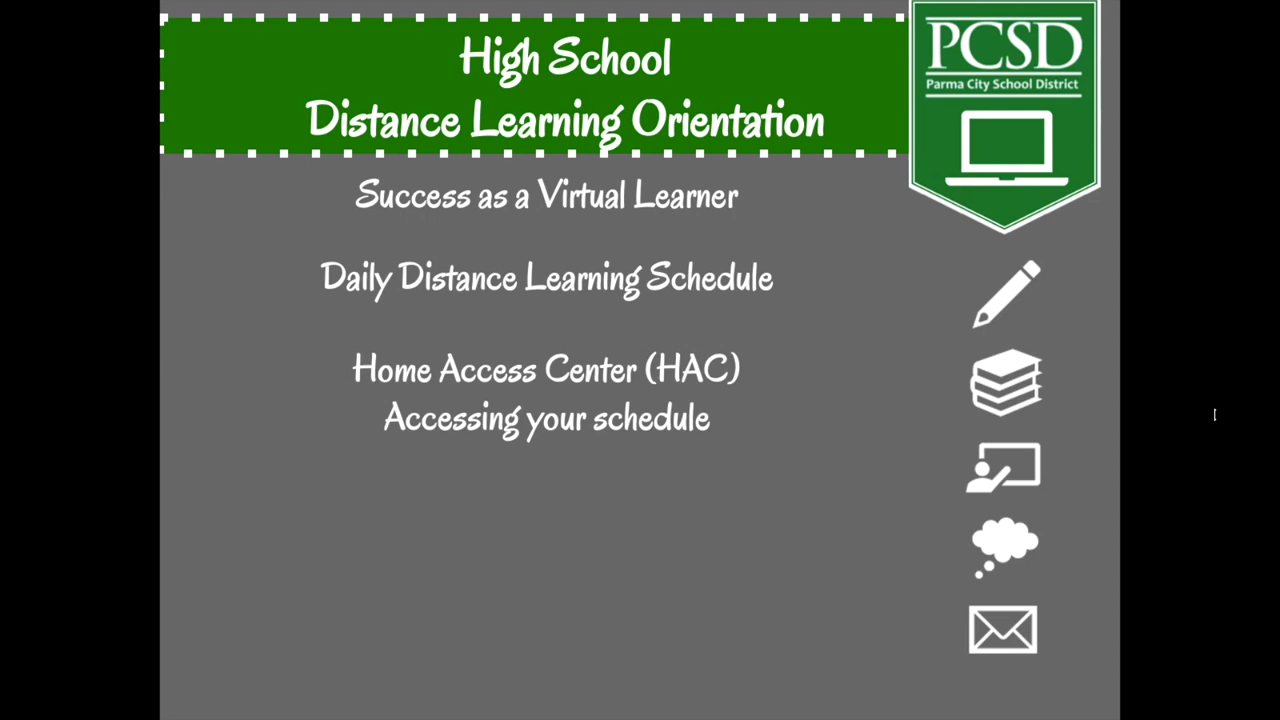 High School
Distance Learning Orientation
PCSD
Parma City School District
Success as a Virtual Learner
Daily Distance Learning Schedule
Home Access Center (HAC)
Accessing your schedule